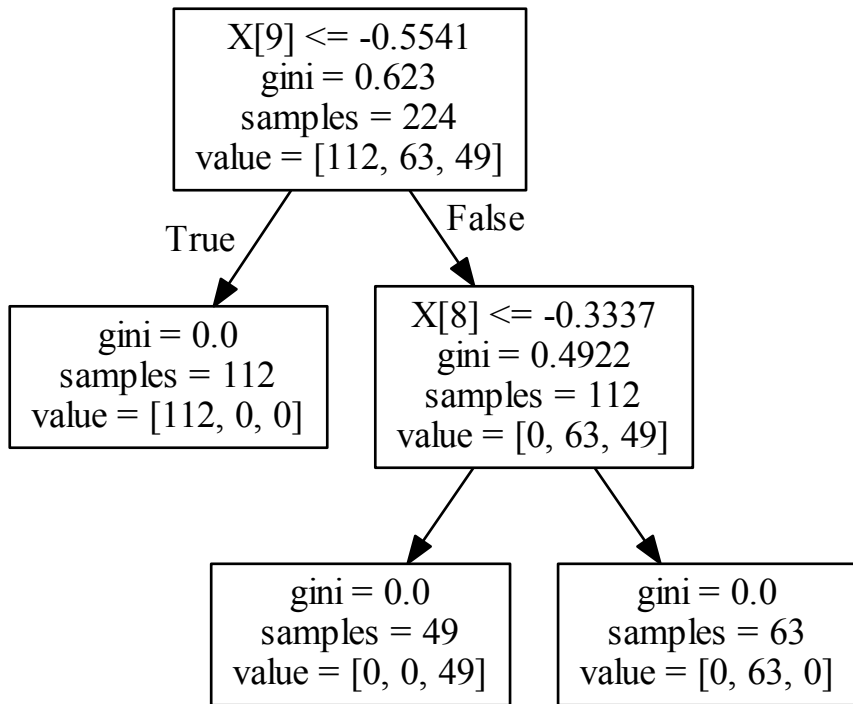 X[9] <= -0.5541
gini = 0.623
samples = 224
value = [112, 63, 49]
True
False
gini = 0.0
samples = 112
value = [112, 0, 0]
X[8] <= -0.3337
gini = 0.4922
samples = 112
value = [0, 63, 49]
gini = 0.0
samples = 49
value = [0, 0, 49]
gini = 0.0
samples = 63
value = [0, 63, 0]